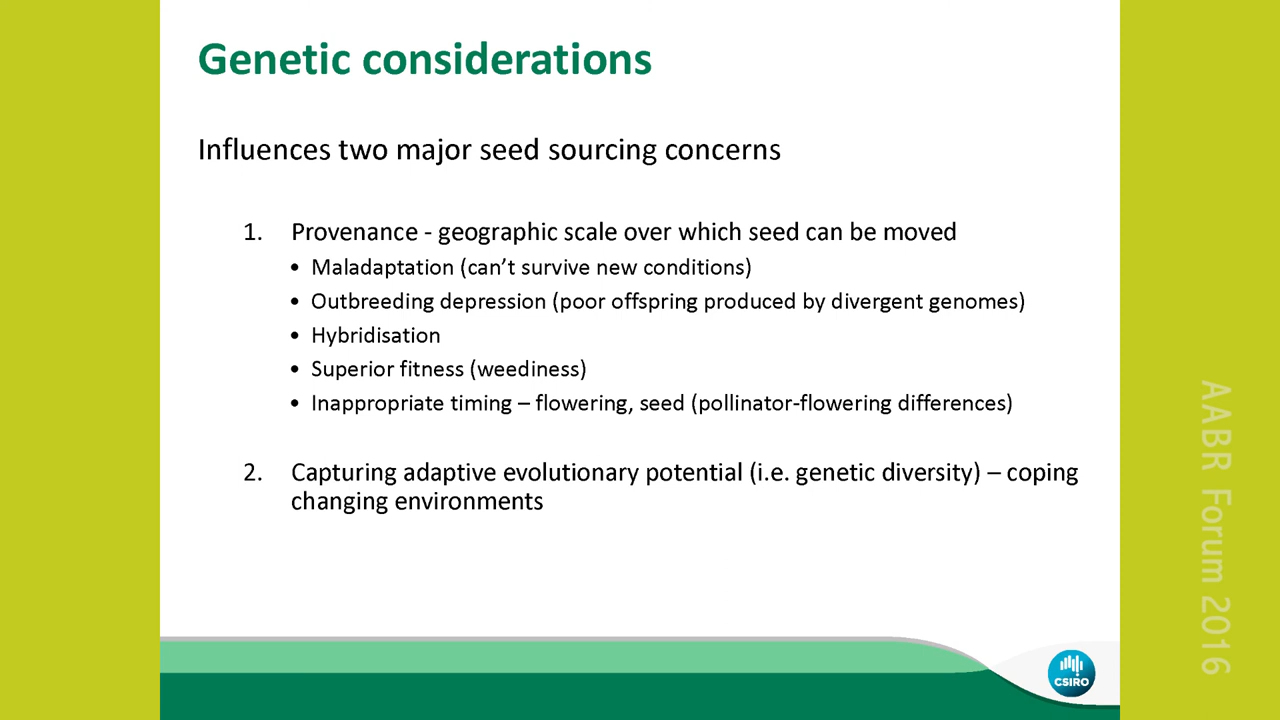 Genetic considerations
Influences two major seed sourcing concerns
1. Provenance - geographic scale over which seed can be moved
• Maladaptation (can't survive new conditions)
• Outbreeding depression (poor offspring produced by divergent genomes)
• Hybridisation
• Superior fitness (weediness)
• Inappropriate timing – flowering, seed (pollinator-flowering differences)
2. Capturing adaptive evolutionary potential (i.e. genetic diversity) – coping
changing environments
CSIRO
AABR Forum 2016